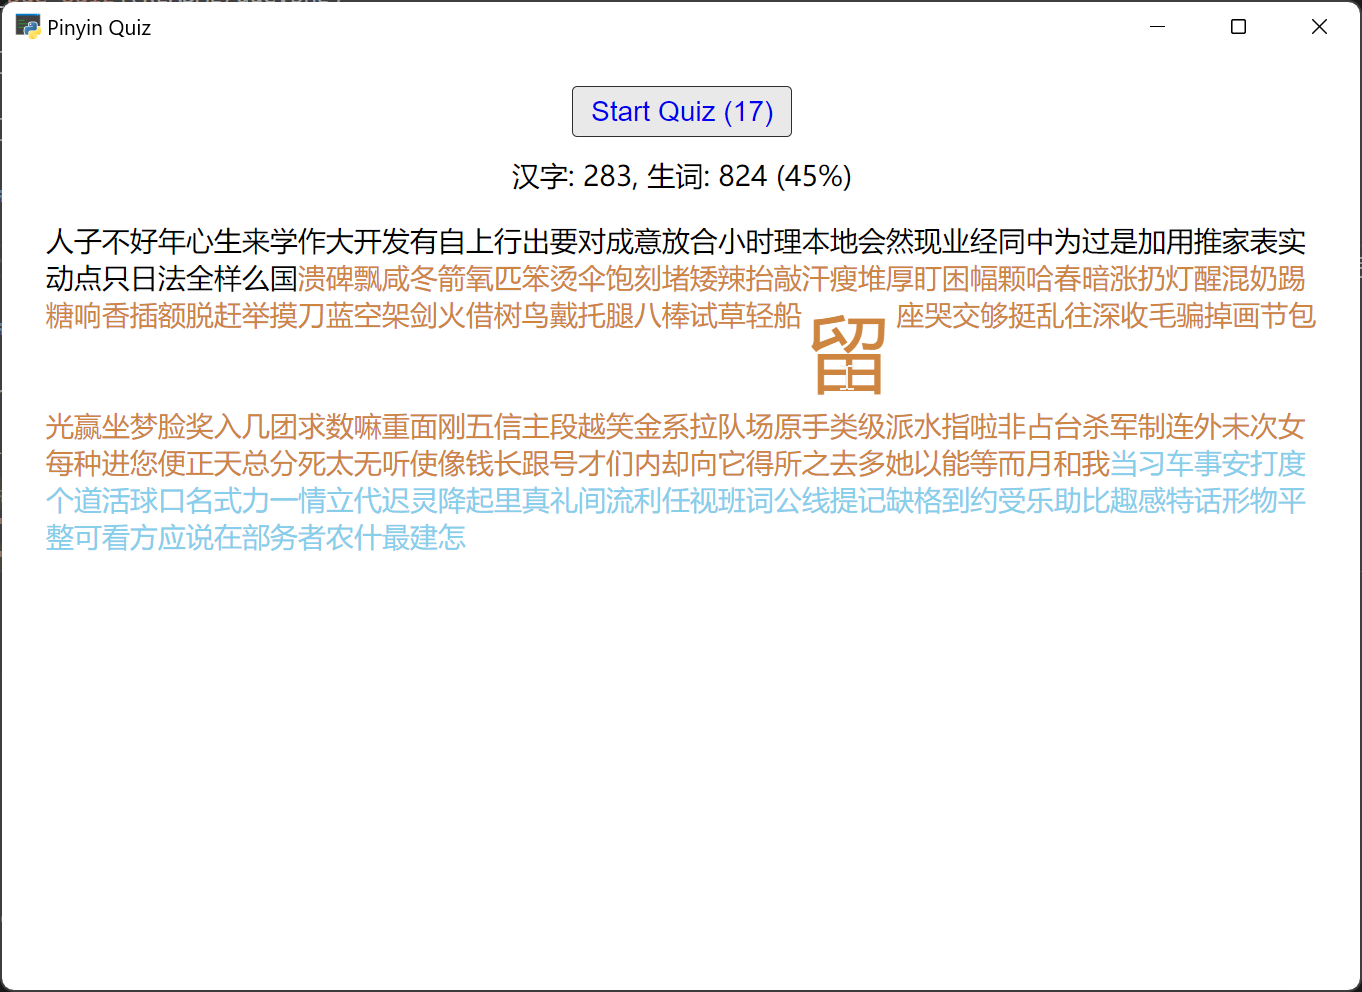 Pinyin Quiz
Start Quiz (17)
汉字: 283, 生词: 824 (45%)
人子不好年心生来学作大开发有自上行出要对成意放合小时理本地会然现业经同中为过是加用推家表实
动点只日法全样么国溃碑飘咸冬箭氧匹笨烫伞饱刻堵矮辣抬敲汗瘦堆厚盯困幅颗哈春暗涨扔灯醒混奶踢
糖响香插额脱赶举摸刀蓝空架剑火借树鸟戴托腿八棒试草轻船留座哭交够挺乱往深收毛骗掉画节包
光赢坐梦脸奖入几团求数嘛重面刚五信主段越笑金系拉队场原手类级派水指啦非占台杀军制连外未次女
每种进您便正天总分死太无听使像钱长跟号才们内却向它得所之去多她以能等而月和我当习车事安打度
个道活球口名式力一情立代迟灵降起里真礼间流利任视班词公线提记缺格到约受乐助比趣感特话形物平
整可看方应说在部务者农什最建怎